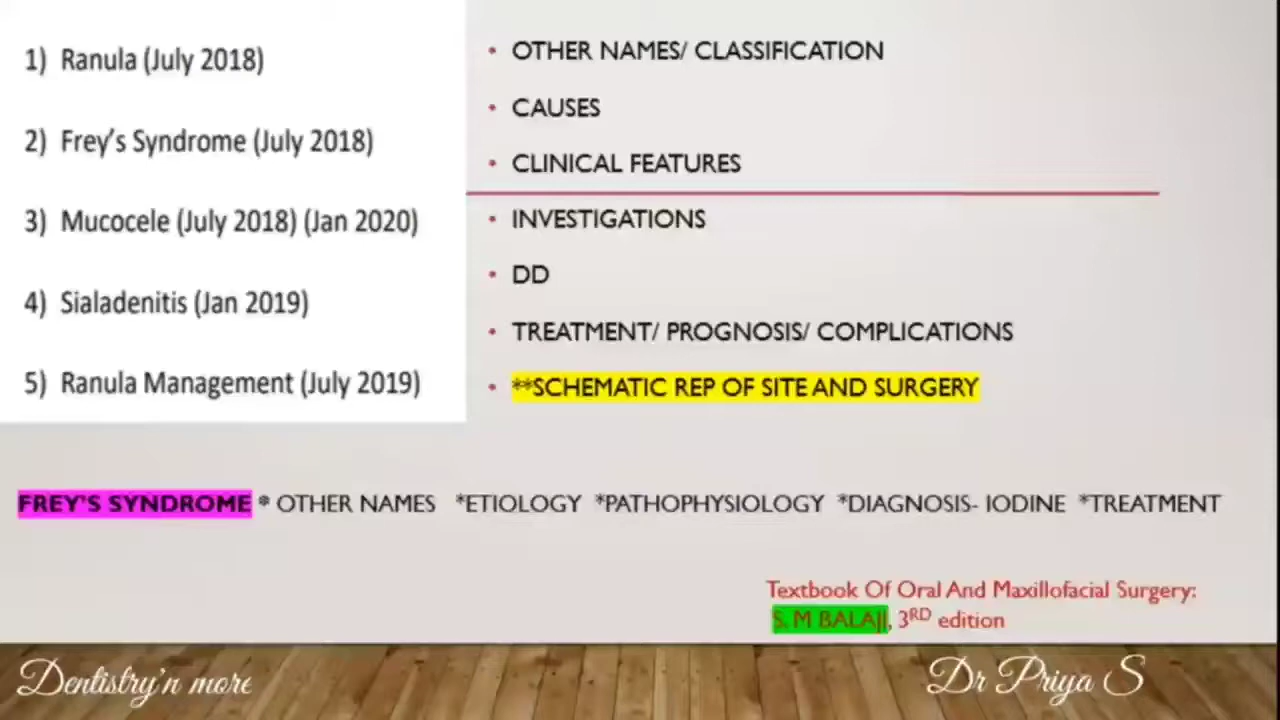 1) Ranula (July 2018)
2) Frey's Syndrome (July 2018)
3) Mucocele (July 2018) (Jan 2020)
4) Sialadenitis (Jan 2019)
5) Ranula Management (July 2019)
• OTHER NAMES/ CLASSIFICATION
• CAUSES
• CLINICAL FEATURES
• INVESTIGATIONS
• DD
• TREATMENT/ PROGNOSIS/ COMPLICATIONS
• **SCHEMATIC REP OF SITE AND SURGERY
FREY'S SYNDROME * OTHER NAMES *ETIOLOGY *PATHOPHYSIOLOGY *DIAGNOSIS- IODINE *TREATMENT
Textbook Of Oral And Maxillofacial Surgery:
S. M BALAJI, 3RD edition
Dentistry'n more
Dr Priya S